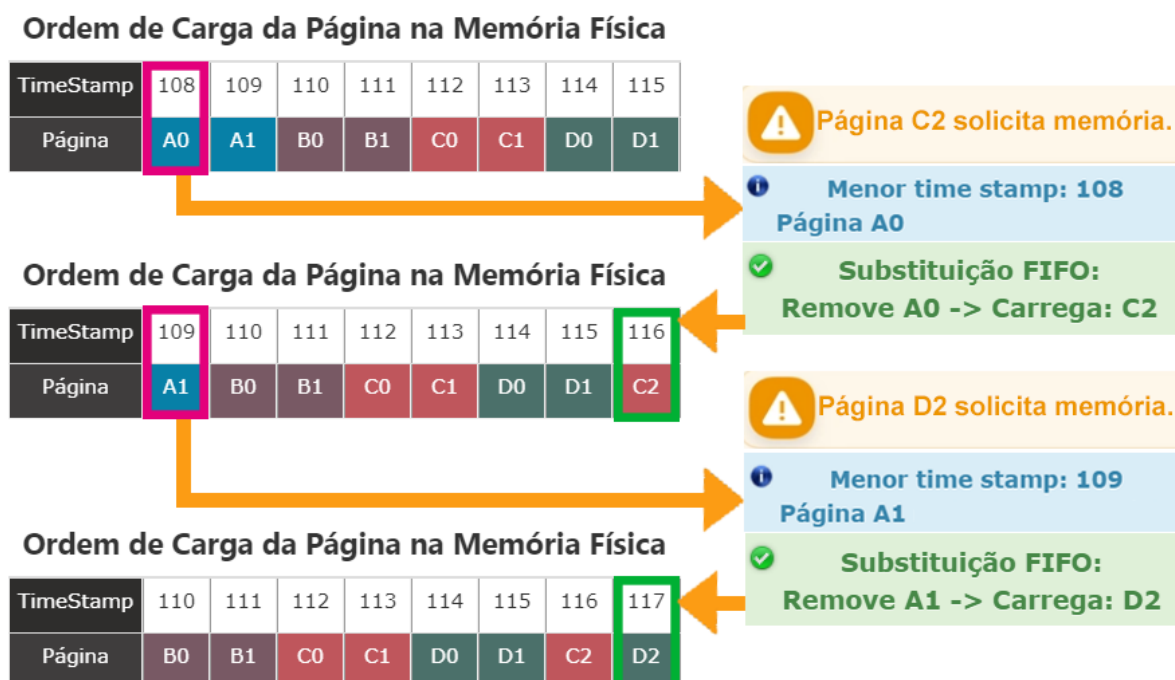 Ordem de Carga da Página na Memória Física
TimeStamp 108 109 110 111 112 113 114 115
Página A0 A1 B0 B1 C0 C1 D0 D1
Página C2 solicita memória.
Menor time stamp: 108
Página A0
Substituição FIFO:
Remove A0 -> Carrega: C2
Ordem de Carga da Página na Memória Física
TimeStamp 109 110 111 112 113 114 115 116
Página A1 B0 B1 C0 C1 D0 D1 C2
Página D2 solicita memória.
Menor time stamp: 109
Página A1
Substituição FIFO:
Remove A1 -> Carrega: D2
Ordem de Carga da Página na Memória Física
TimeStamp 110 111 112 113 114 115 116 117
Página B0 B1 C0 C1 D0 D1 C2 D2